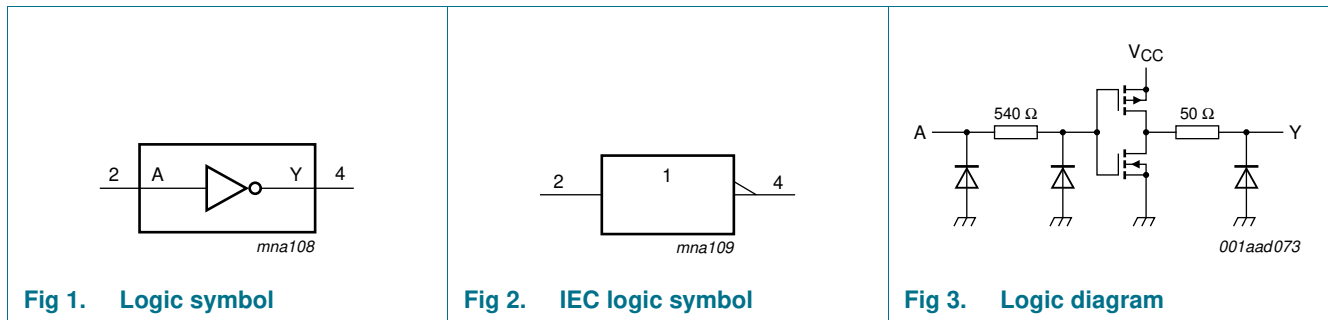 2 A Y 4
mna108
Fig 1. Logic symbol
2 1 4
mna109
Fig 2. IEC logic symbol
VCC
540 Ω 50 Ω
A Y
001aad073
Fig 3. Logic diagram